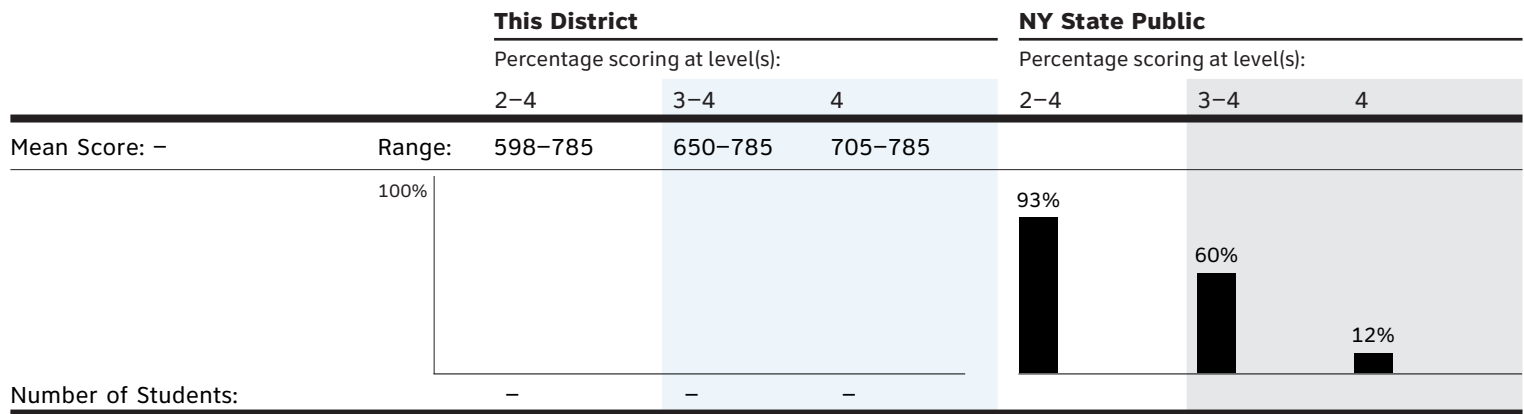 This District NY State Public
Percentage scoring at level(s): Percentage scoring at level(s):
2–4 3–4 4 2–4 3–4 4
Mean Score: – Range: 598–785 650–785 705–785
100%
93%
60%
12%
Number of Students: – – –